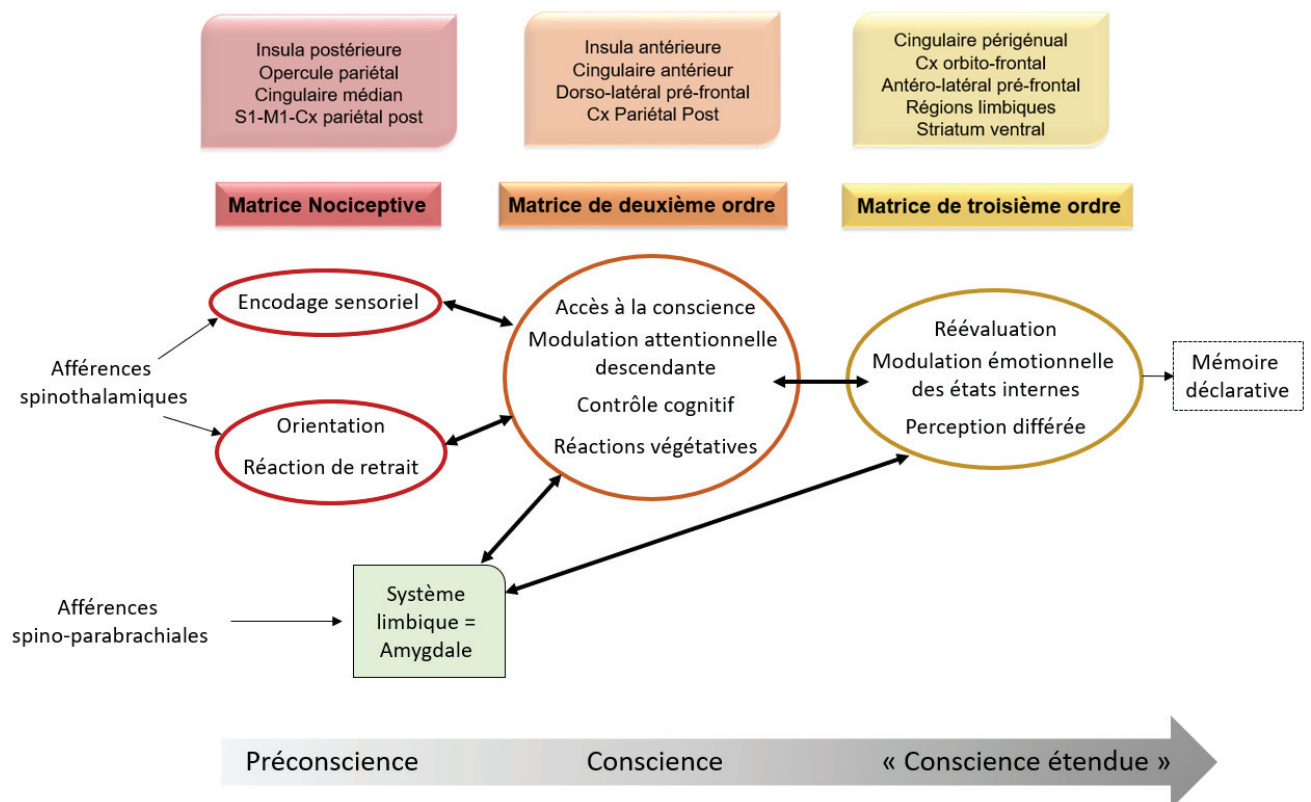 Insula postérieure
Opercule pariétal
Cingulaire médian
S1-M1-Cx pariétal post
Insula antérieure
Cingulaire antérieur
Dorso-latéral pré-frontal
Cx Pariétal Post
Cingulaire périgénual
Cx orbito-frontal
Antéro-latéral pré-frontal
Régions limbiques
Striatum ventral
Matrice Nociceptive
Matrice de deuxième ordre
Matrice de troisième ordre
Afférences
spinothalamiques
Encodage sensoriel
Orientation
Réaction de retrait
Accès à la conscience
Modulation attentionnelle
descendante
Contrôle cognitif
Réactions végétatives
Réévaluation
Modulation émotionnelle
des états internes
Perception différée
Mémoire
déclarative
Afférences
spino-parabrachiales
Système
limbique =
Amygdale
Préconscience
Conscience
« Conscience étendue »